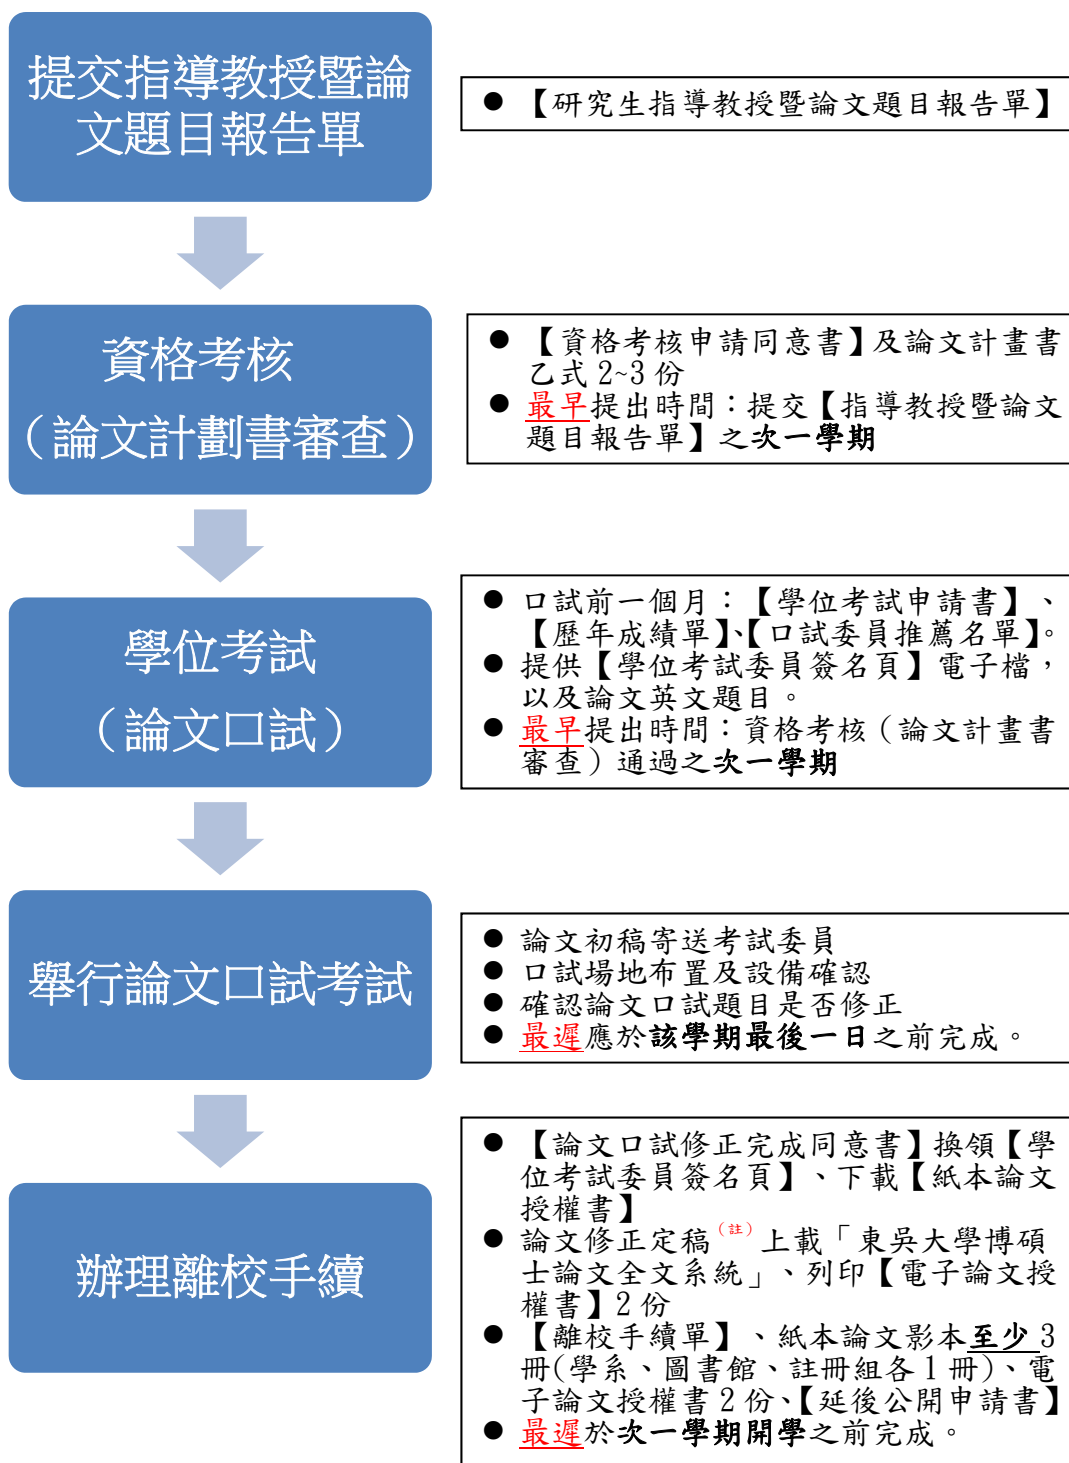 提交指導教授暨論
文題目報告單
● 【研究生指導教授暨論文題目報告單】
資格考核
（論文計劃書審查）
● 【資格考核申請同意書】及論文計畫書
乙式 2~3 份
● 最早提出時間：提交【指導教授暨論文
題目報告單】之次一學期
學位考試
（論文口試）
● 口試前一個月：【學位考試申請書】、
【歷年成績單】、【口試委員推薦名單】。
● 提供【學位考試委員簽名頁】電子檔，
以及論文英文題目。
● 最早提出時間：資格考核（論文計畫書
審查）通過之次一學期
舉行論文口試考試
● 論文初稿寄送考試委員
● 口試場地布置及設備確認
● 確認論文口試題目是否修正
● 最遲應於該學期最後一日之前完成。
辦理離校手續
● 【論文口試修正完成同意書】換領【學
位考試委員簽名頁】、下載【紙本論文
授權書】
● 論文修正定稿（註）上載「東吳大學博碩
士論文全文系統」、列印【電子論文授
權書】2 份
● 【離校手續單】、紙本論文影本至少 3
冊(學系、圖書館、註冊組各 1 冊)、電
子論文授權書 2 份、【延後公開申請書】
● 最遲於次一學期開學之前完成。